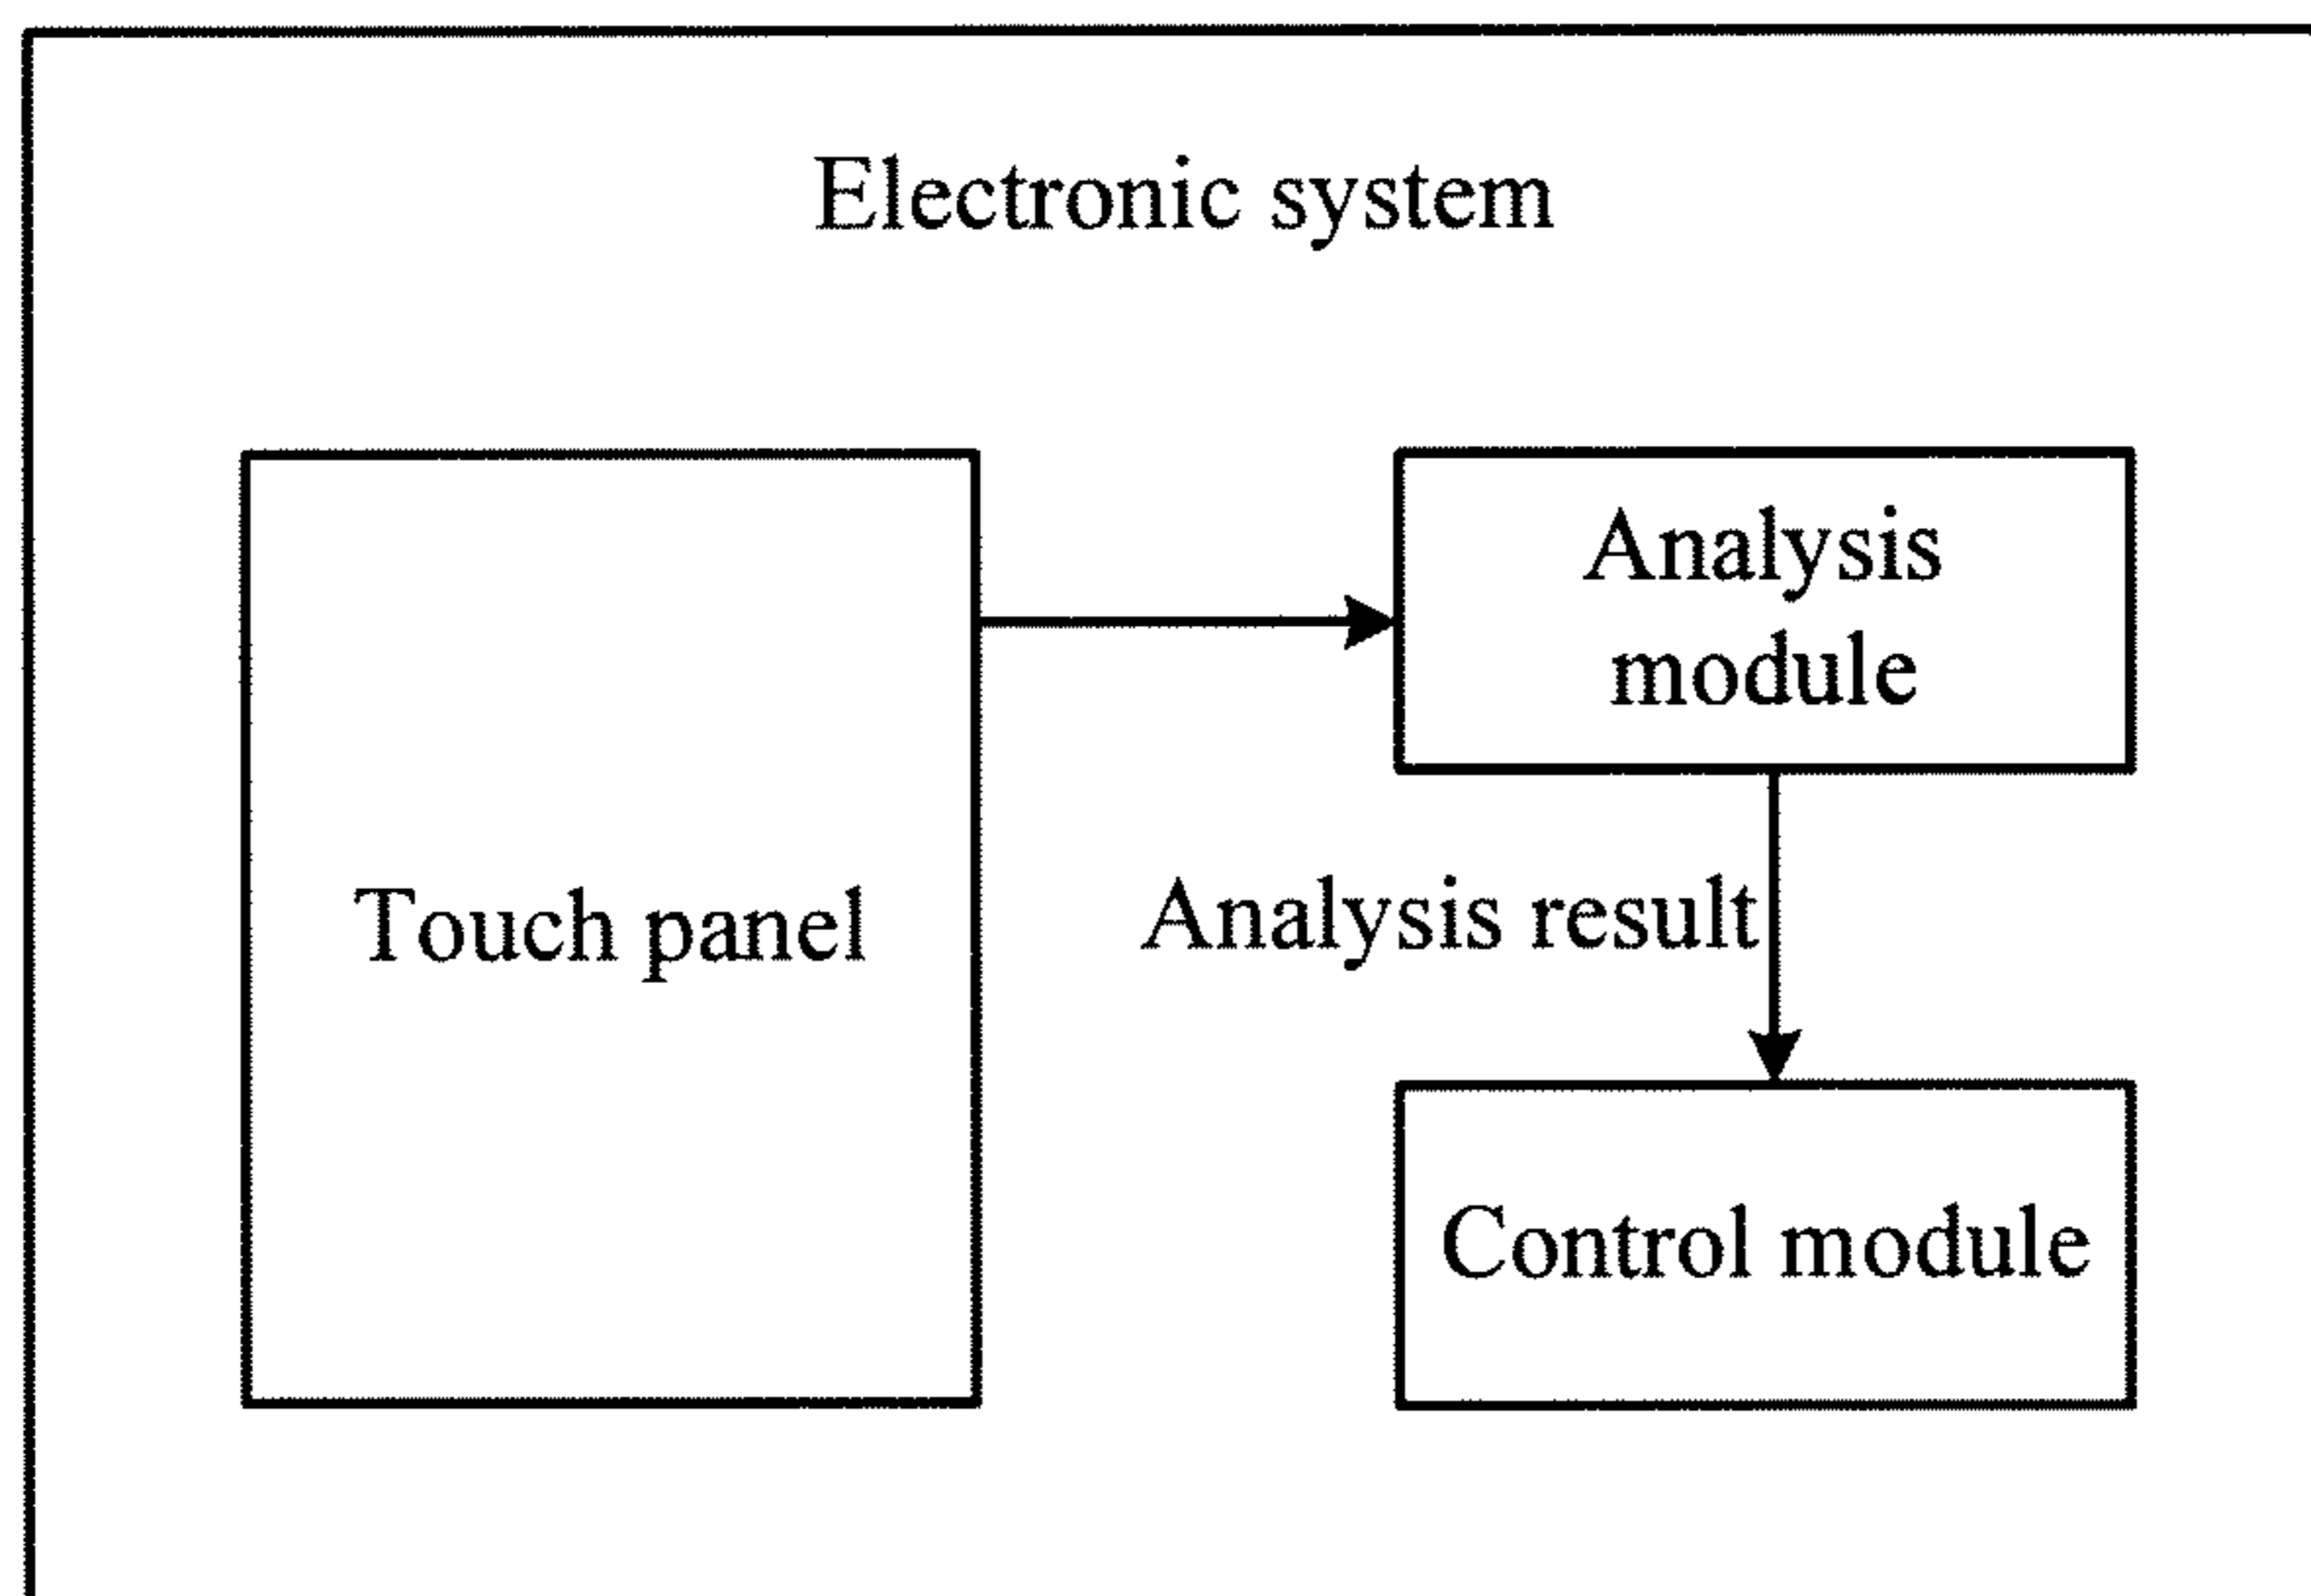 Electronic system
Analysis
module
Touch panel
Analysis result
Control module